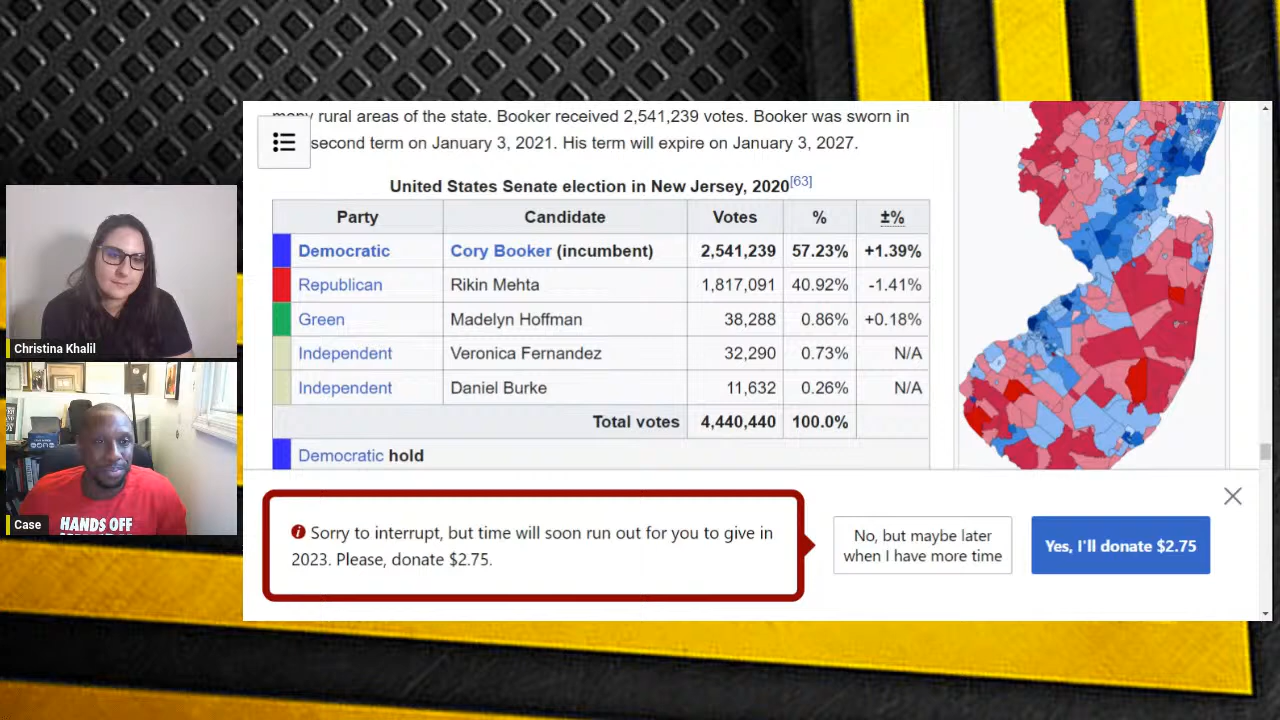 many rural areas of the state. Booker received 2,541,239 votes. Booker was sworn in
second term on January 3, 2021. His term will expire on January 3, 2027.
United States Senate election in New Jersey, 2020[63]
Party Candidate Votes % ±%
Democratic Cory Booker (incumbent) 2,541,239 57.23% +1.39%
Republican Rikin Mehta 1,817,091 40.92% -1.41%
Green Madelyn Hoffman 38,288 0.86% +0.18%
Independent Veronica Fernandez 32,290 0.73% N/A
Independent Daniel Burke 11,632 0.26% N/A
Total votes 4,440,440 100.0%
Democratic hold
Christina Khalil
HANDS OFF
Case
Sorry to interrupt, but time will soon run out for you to give in
2023. Please, donate $2.75.
No, but maybe later
when I have more time
Yes, I'll donate $2.75